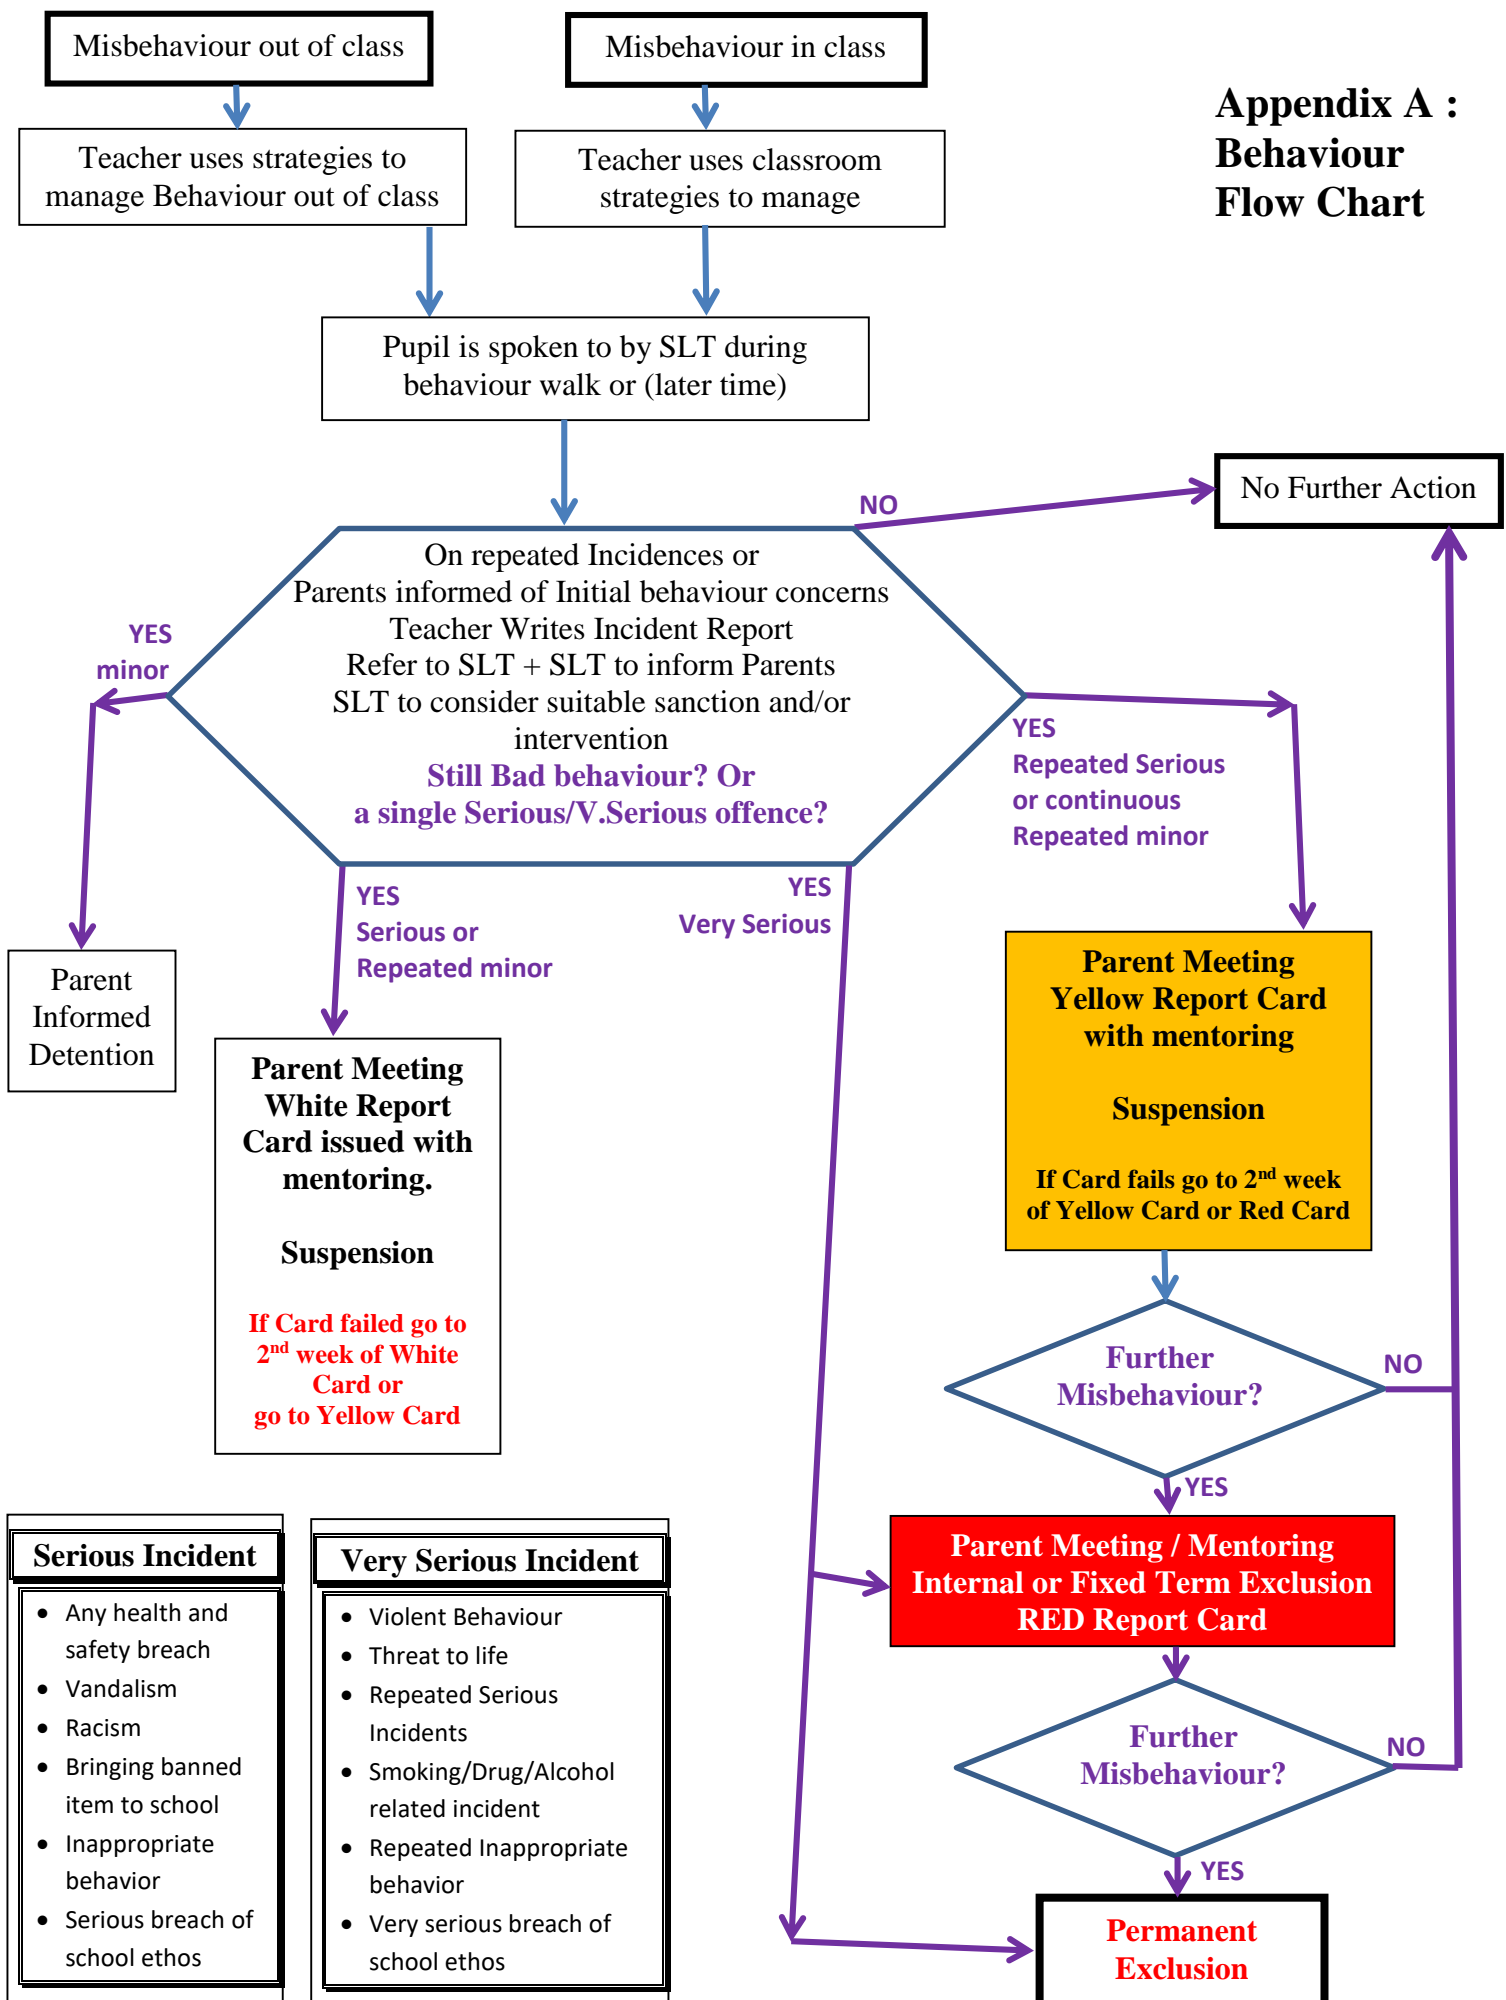 Misbehaviour out of class
Misbehaviour in class
Appendix A :
Behaviour
Flow Chart
Teacher uses strategies to
manage Behaviour out of class
Teacher uses classroom
strategies to manage
Pupil is spoken to by SLT during
behaviour walk or (later time)
No Further Action
NO
On repeated Incidences or
Parents informed of Initial behaviour concerns
Teacher Writes Incident Report
Refer to SLT + SLT to inform Parents
SLT to consider suitable sanction and/or
intervention
Still Bad behaviour? Or
a single Serious/V.Serious offence?
YES
minor
YES
Repeated Serious
or continuous
Repeated minor
YES
Serious or
Repeated minor
YES
Very Serious
Parent
Informed
Detention
Parent Meeting
White Report
Card issued with
mentoring.
Suspension
If Card failed go to
2nd week of White
Card or
go to Yellow Card
Parent Meeting
Yellow Report Card
with mentoring
Suspension
If Card fails go to 2nd week
of Yellow Card or Red Card
Further
Misbehaviour?
NO
YES
Parent Meeting / Mentoring
Internal or Fixed Term Exclusion
RED Report Card
Further
Misbehaviour?
NO
YES
Permanent
Exclusion
Serious Incident
• Any health and
safety breach
• Vandalism
• Racism
• Bringing banned
item to school
• Inappropriate
behavior
• Serious breach of
school ethos
Very Serious Incident
• Violent Behaviour
• Threat to life
• Repeated Serious
Incidents
• Smoking/Drug/Alcohol
related incident
• Repeated Inappropriate
behavior
• Very serious breach of
school ethos